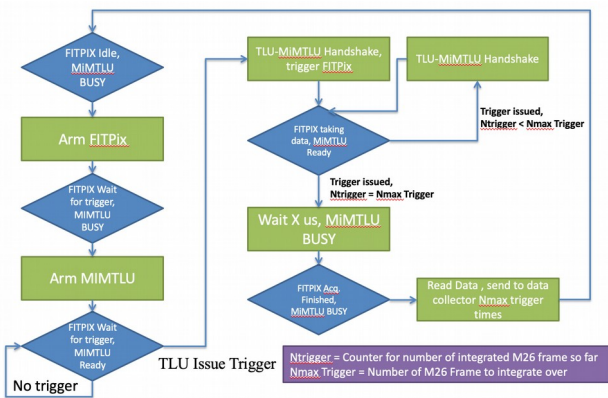 FITPIX Idle,
MiMTLU
BUSY
Arm FITPix
FITPIX Wait
for trigger,
MIMTLU
BUSY
Arm MIMTLU
FITPIX Wait
for trigger,
MIMTLU
Ready
No trigger
TLU Issue Trigger
TLU-MiMTLU Handshake,
trigger FITPix
TLU-MiMTLU Handshake
FITPIX taking
data, MiMTLU
Ready
Trigger issued,
Ntrigger < Nmax Trigger
Trigger issued,
Ntrigger = Nmax Trigger
Wait X us, MiMTLU
BUSY
FITPIX Acq.
Finished,
MiMTLU BUSY
Read Data , send to data
collector Nmax trigger
times
Ntrigger = Counter for number of integrated M26 frame so far
Nmax Trigger = Number of M26 Frame to integrate over